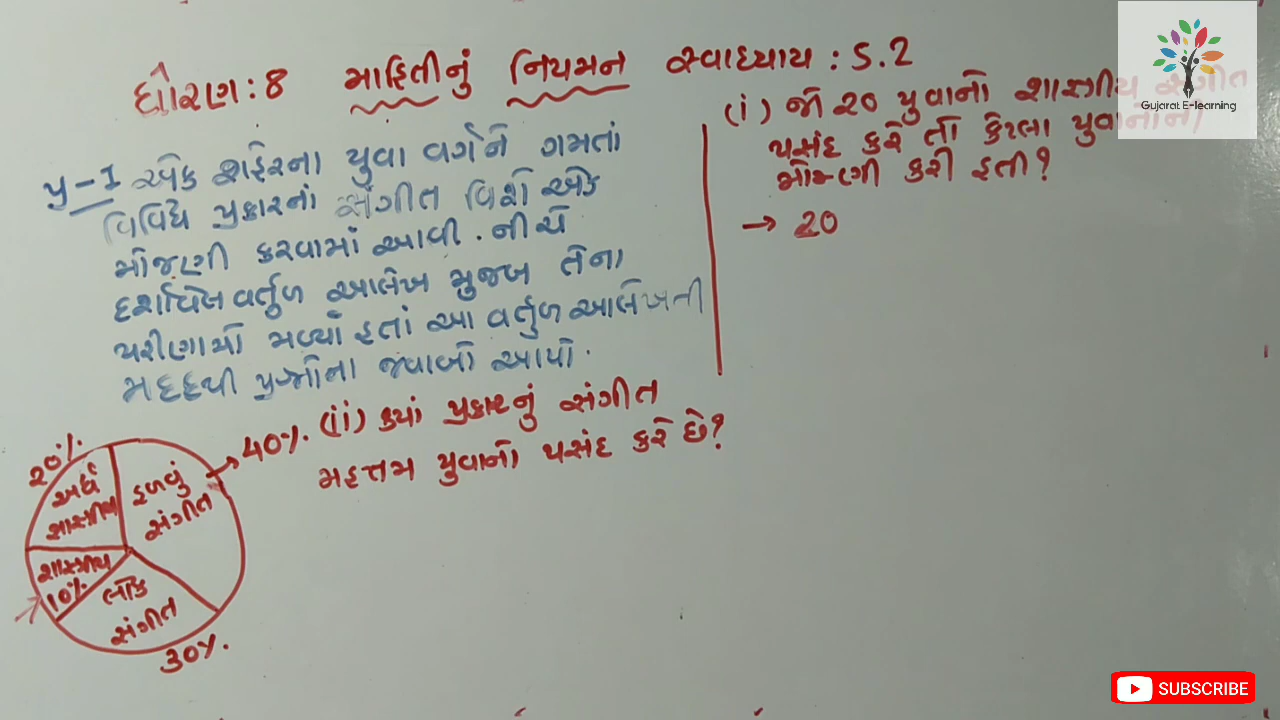 ધોરણ : 8 માહિતીનું નિયમન સ્વાધ્યાય : 5.2
પ્ર-1 એક શહેરના યુવા વર્ગને ગમતાં
વિવિધ પ્રકારનાં સંગીત વિશે એક
મોજણી કરવામાં આવી. નીચે
દર્શાવેલ વર્તુળ આલેખ મુજબ તેના
પરીણામો મળ્યાં હતાં આ વર્તુળ આલેખની
મદદથી પ્રશ્નોના જવાબો આપો.
(i) જો 20 યુવાનો શાસ્ત્રીય સંગીત
પસંદ કરે તો કેટલા યુવાનોની
મોજણી કરી હતી?
→ 20
(ii) ક્યાં પ્રકારનું સંગીત
મહત્તમ યુવાનો પસંદ કરે છે?
20%
અર્ધ
શાસ્ત્રીય
હળવું
સંગીત
→ 40%.
શાસ્ત્રીય
10%
લોક
સંગીત
30%.
Gujarat E-learning
SUBSCRIBE